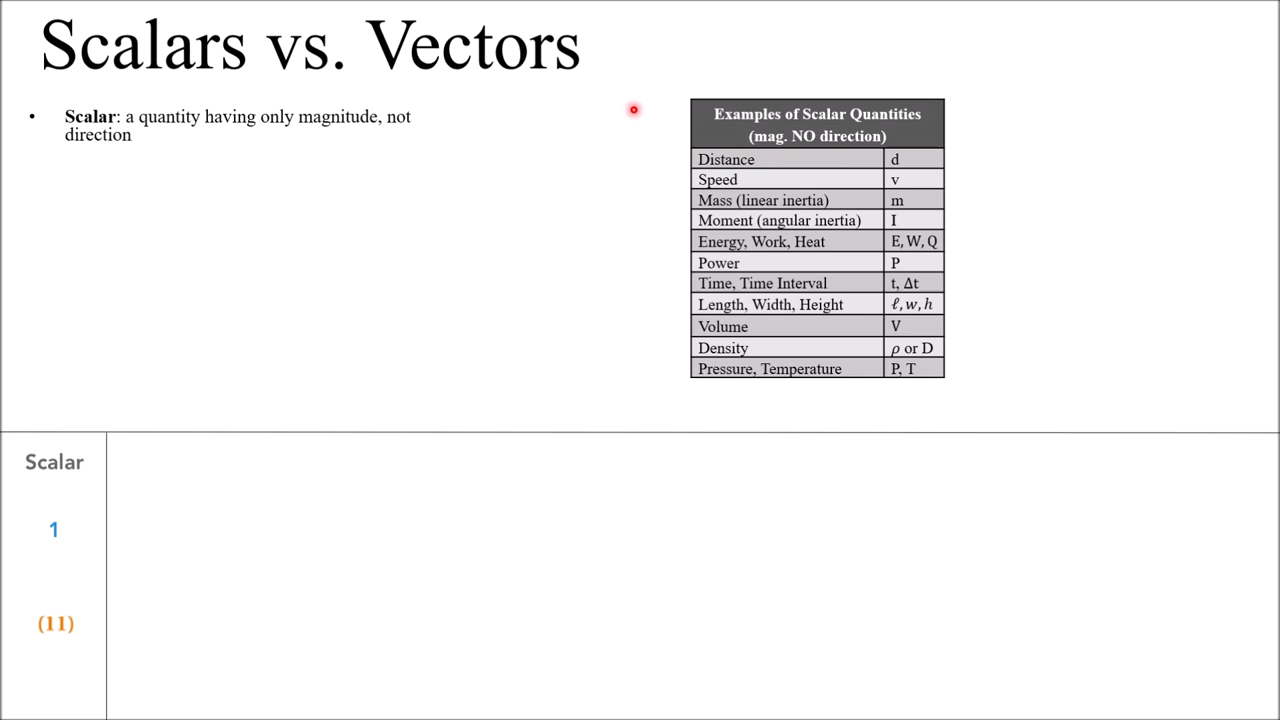 Scalars vs. Vectors
• Scalar: a quantity having only magnitude, not
direction
Examples of Scalar Quantities
(mag. NO direction)
Distance d
Speed v
Mass (linear inertia) m
Moment (angular inertia) I
Energy, Work, Heat E, W, Q
Power P
Time, Time Interval t, Δt
Length, Width, Height ℓ, w, h
Volume V
Density ρ or D
Pressure, Temperature P, T
Scalar
1
(11)